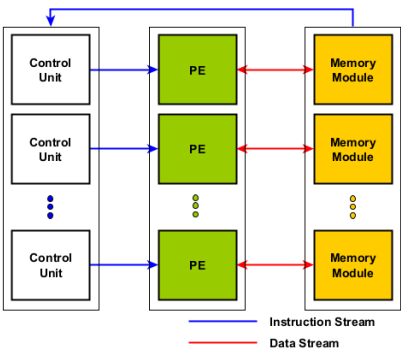 Control
Unit
PE
Memory
Module
Control
Unit
PE
Memory
Module
Control
Unit
PE
Memory
Module
Instruction Stream
Data Stream